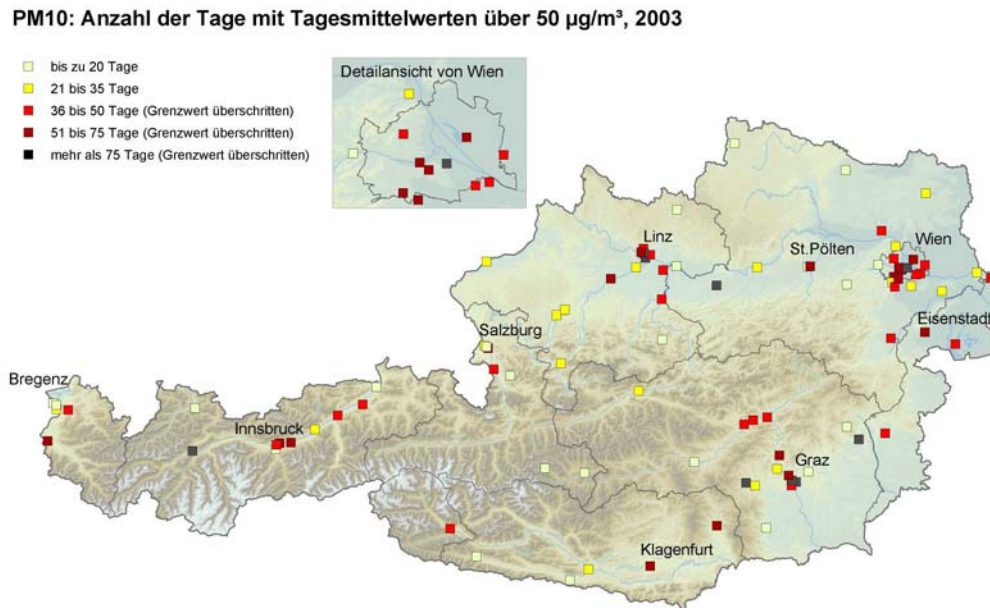 PM10: Anzahl der Tage mit Tagesmittelwerten über 50 µg/m³, 2003
bis zu 20 Tage
21 bis 35 Tage
36 bis 50 Tage (Grenzwert überschritten)
51 bis 75 Tage (Grenzwert überschritten)
mehr als 75 Tage (Grenzwert überschritten)
Detailansicht von Wien
Linz
St.Pölten
Wien
Eisenstadt
Salzburg
Bregenz
Innsbruck
Graz
Klagenfurt